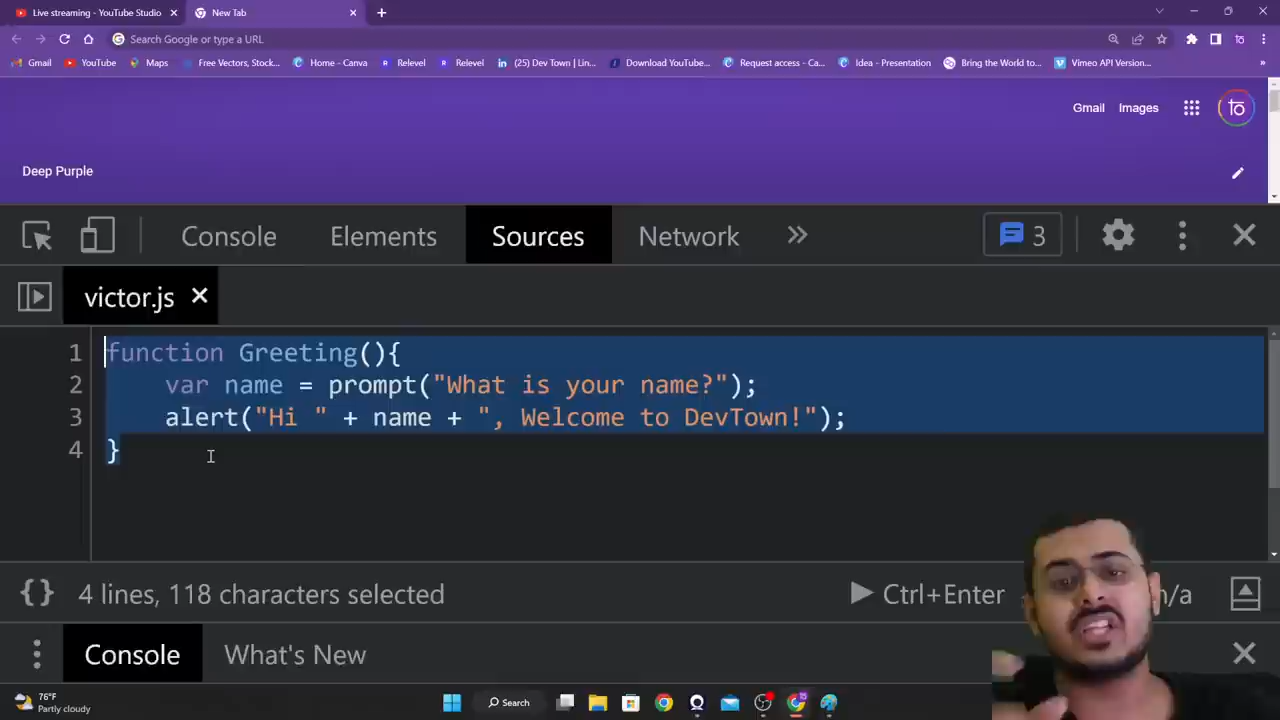 Live streaming - YouTube Studio
New Tab
Search Google or type a URL
Gmail
YouTube
Maps
Free Vectors, Stock...
Home - Canva
Relevel
Relevel
(25) Dev Town | Lin...
Download YouTube...
Request access - Ca...
Idea - Presentation
Bring the World to...
Vimeo API Version...
»
Gmail
Images
Deep Purple
Console
Elements
Sources
Network
»
3
victor.js
1 function Greeting(){
2 var name = prompt("What is your name?");
3 alert("Hi " + name + ", Welcome to DevTown!");
4 }
{} 4 lines, 118 characters selected
Ctrl+Enter
n/a
Console
What's New
76°F
Partly cloudy
Search